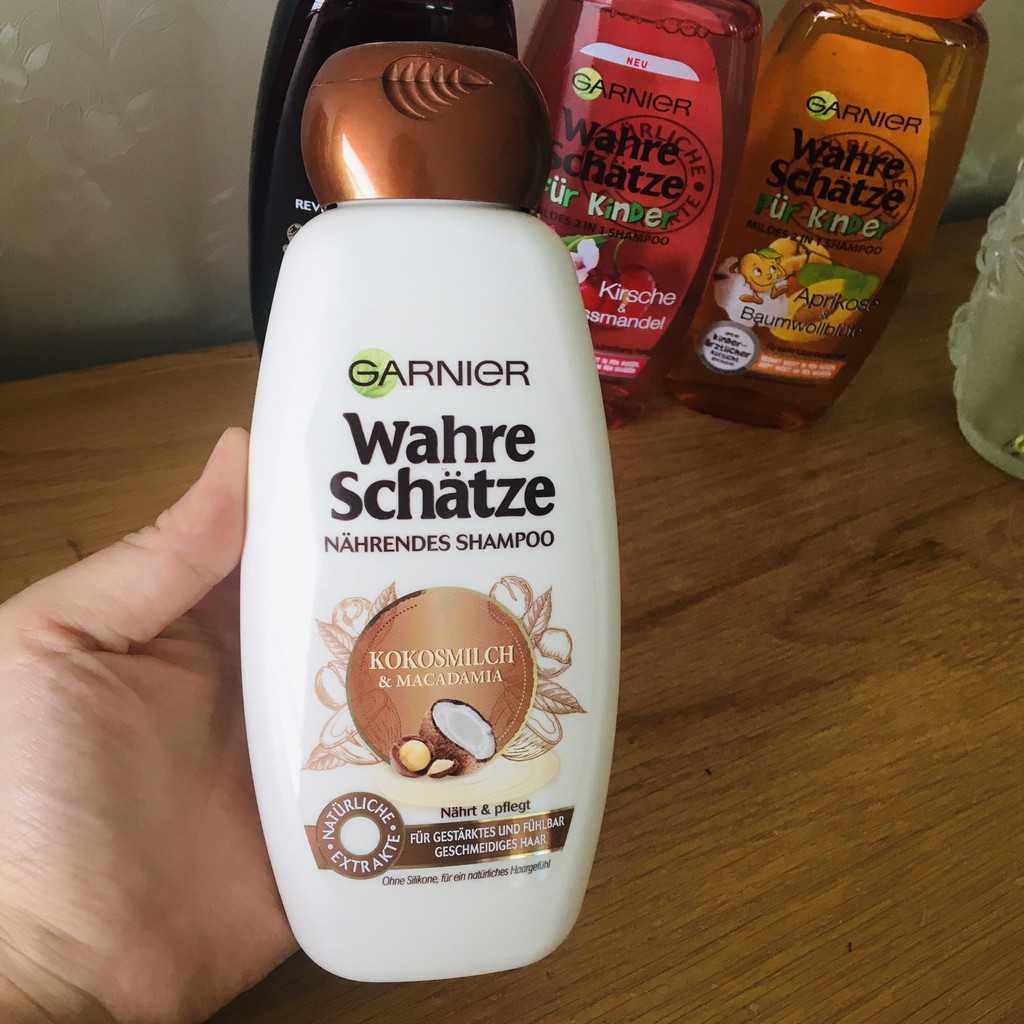 GARNIER
Wahre
Schätze
NÄHRENDES SHAMPOO
KOKOSMILCH
& MACADAMIA
Nährt & pflegt
NATÜRLICHE
EXTRAKTE
FÜR GESTÄRKTES UND FÜHLBAR
GESCHMEIDIGES HAAR
Ohne Silikone, für ein natürliches Haargefühl
NEU
GARNIER
Wahre
Schätze
Für Kinder
MILDES 2 IN 1 SHAMPOO
Kirsche
&
GARNIER
Wahre
Schätze
Für Kinder
MILDES 2 IN 1 SHAMPOO
Aprikose
&
Baumwollblüte